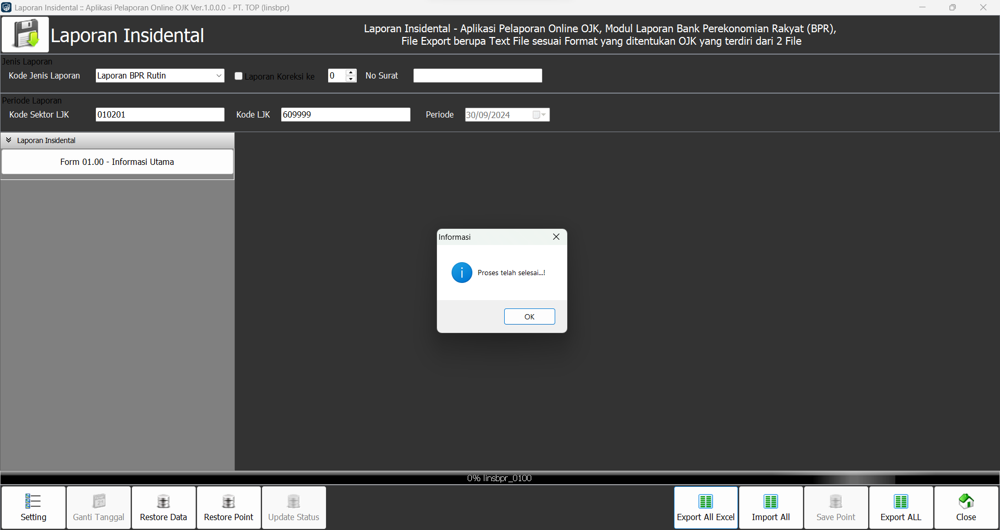 Laporan Insidental :: Aplikasi Pelaporan Online OJK Ver.1.0.0.0 - PT. TOP (linsbpr)
Laporan Insidental
Laporan Insidental - Aplikasi Pelaporan Online OJK, Modul Laporan Bank Perekonomian Rakyat (BPR),
File Export berupa Text File sesuai Format yang ditentukan OJK yang terdiri dari 2 File
Jenis Laporan
Kode Jenis Laporan Laporan BPR Rutin Laporan Koreksi ke 0 No Surat
Periode Laporan
Kode Sektor LJK 010201 Kode LJK 609999 Periode 30/09/2024
Laporan Insidental
Form 01.00 - Informasi Utama
Informasi
Proses telah selesai...!
OK
0% linsbpr_0100
Setting Ganti Tanggal Restore Data Restore Point Update Status Export All Excel Import All Save Point Export ALL Close